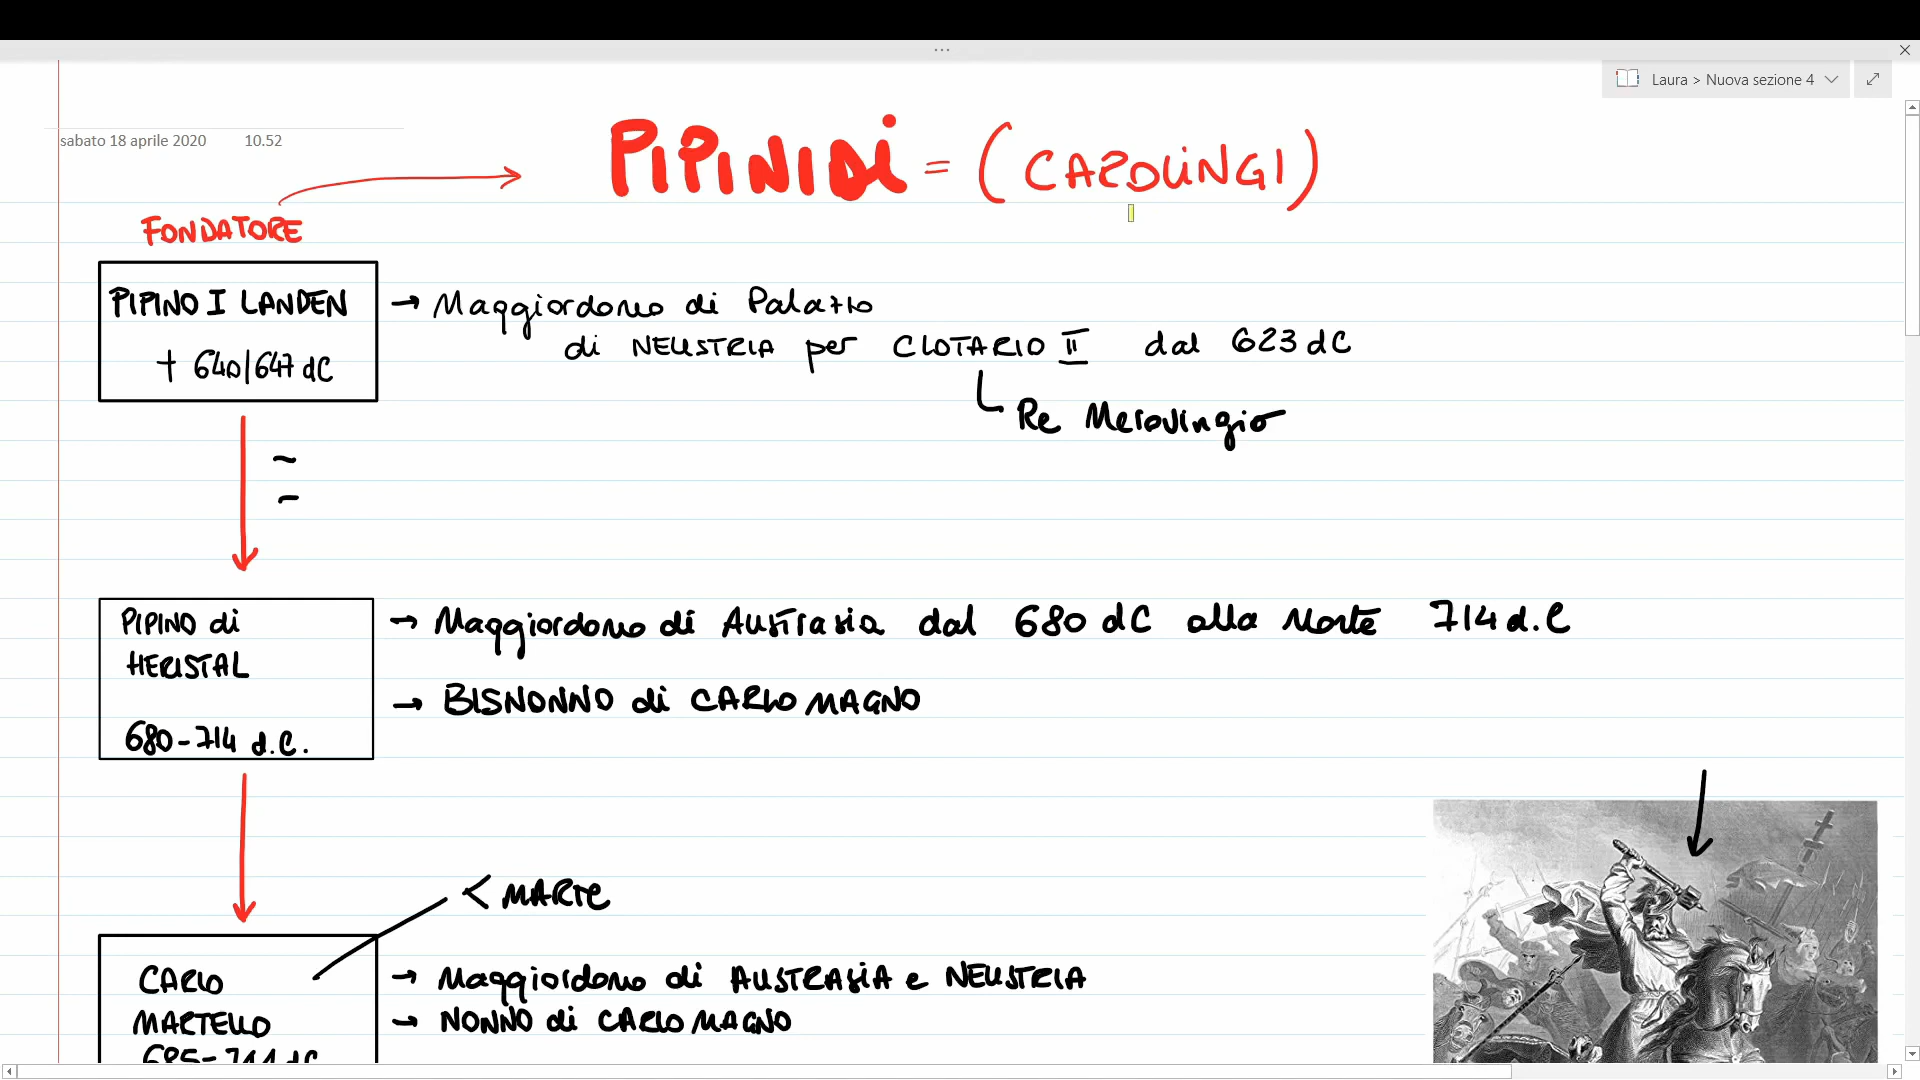 Laura > Nuova sezione 4
sabato 18 aprile 2020 10.52
PIPINIDi = (CAROLiNGI)
FONDATORE
PIPINO I LANDEN
+ 640/647 dC
→ Maggiordomo di Palazzo
di NEUSTRIA per CLOTARIO II dal 623 dC
Re Merovingio
PIPINO di
HERISTAL
680-714 d.C.
→ Maggiordomo di Austrasia dal 680 dC alla Morte 714 d.C
→ BISNONNO di CARLO MAGNO
< MARTE
CARLO
MARTELLO
→ Maggiordomo di AUSTRASIA e NEUSTRIA
→ NONNO di CARLO MAGNO